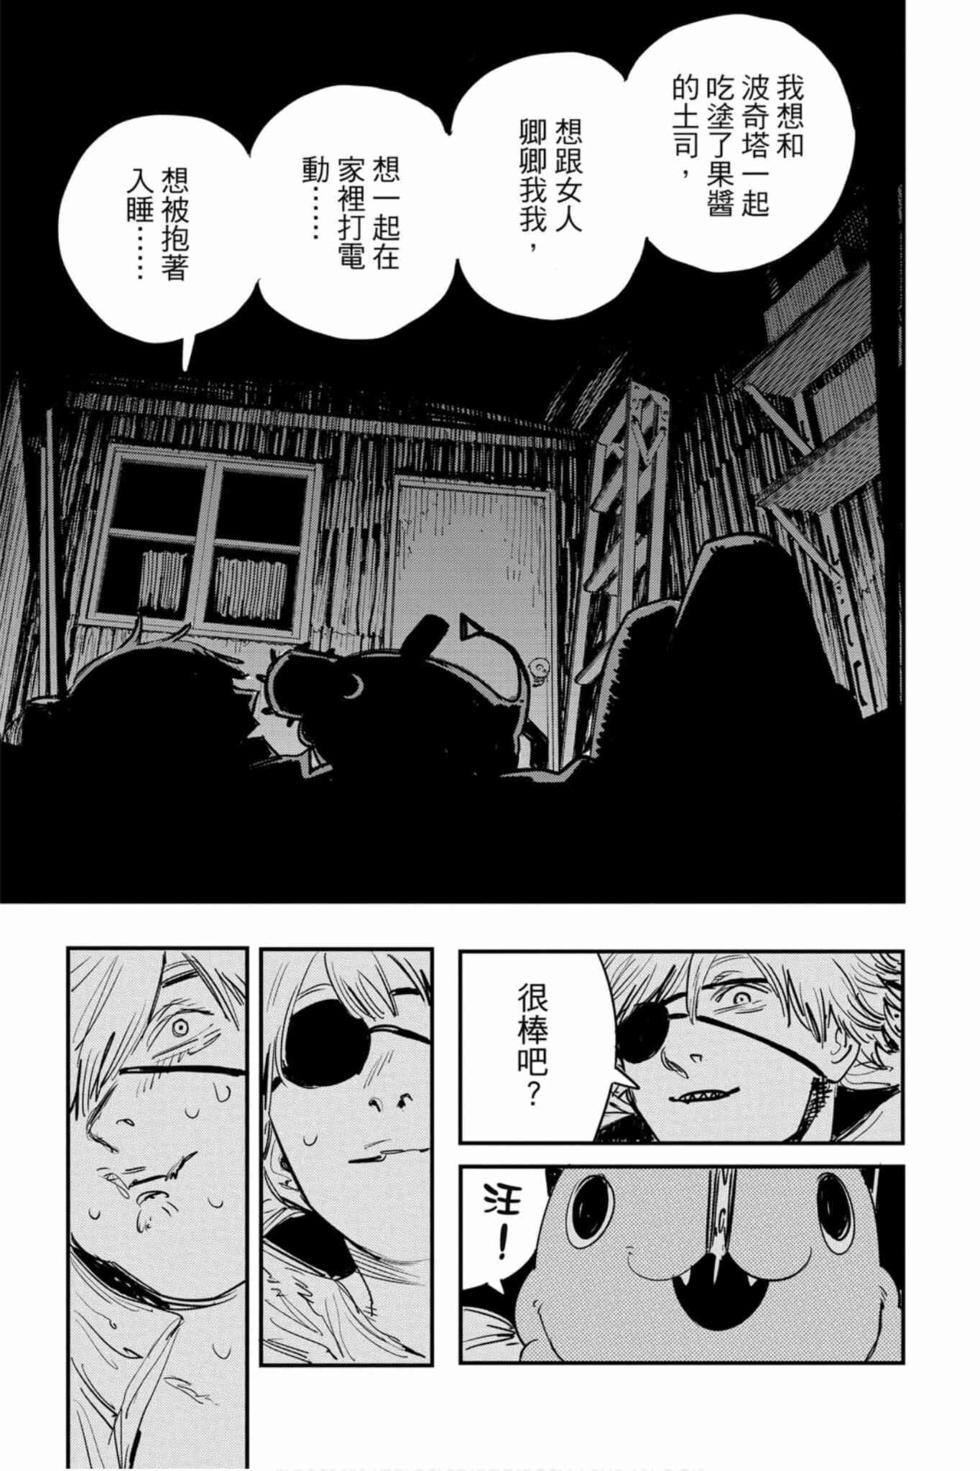 我想和
波奇塔一起
吃塗了果醬
的土司，
想跟女人
卿卿我我，
想一起在
家裡打電
動……
想被抱著
入睡……
很棒吧？
汪！